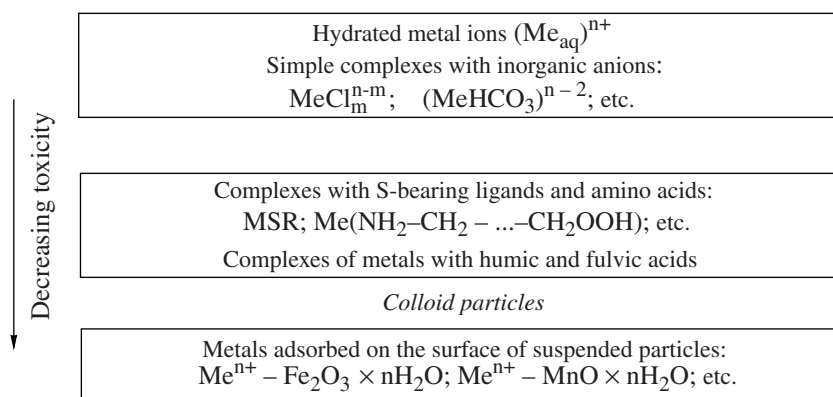 Hydrated metal ions (Me_aq)^n+
Simple complexes with inorganic anions:
MeCl_m^n-m; (MeHCO₃)^n – 2; etc.
Decreasing toxicity
Complexes with S-bearing ligands and amino acids:
MSR; Me(NH₂–CH₂ – ...–CH₂OOH); etc.
Complexes of metals with humic and fulvic acids
Colloid particles
Metals adsorbed on the surface of suspended particles:
Me^n+ – Fe₂O₃ × nH₂O; Me^n+ – MnO × nH₂O; etc.